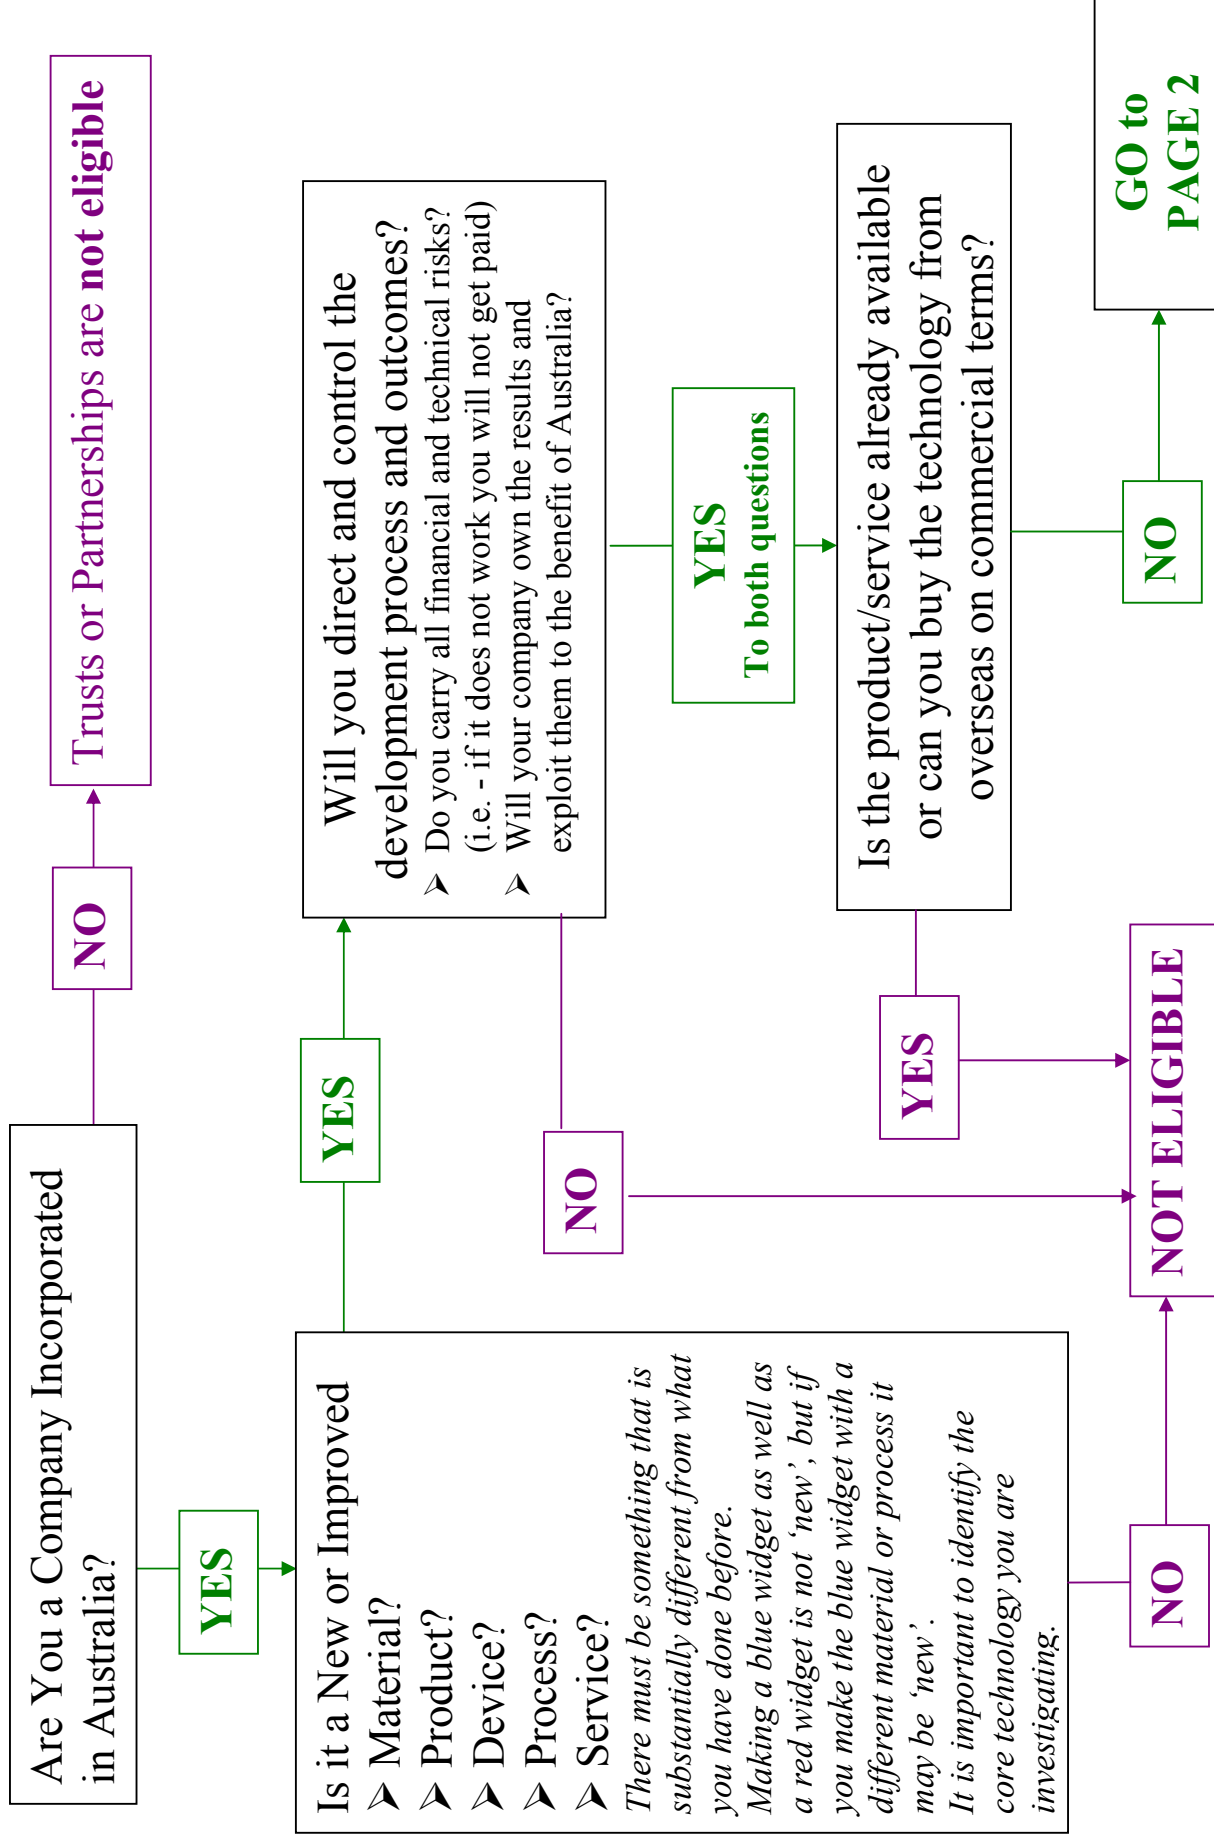 Are You a Company Incorporated
in Australia?
NO
Trusts or Partnerships are not eligible
YES
Is it a New or Improved
➢ Material?
➢ Product?
➢ Device?
➢ Process?
➢ Service?
There must be something that is
substantially different from what
you have done before.
Making a blue widget as well as
a red widget is not ‘new’, but if
you make the blue widget with a
different material or process it
may be ‘new’.
It is important to identify the
core technology you are
investigating.
YES
Will you direct and control the
development process and outcomes?
➢ Do you carry all financial and technical risks?
(i.e. - if it does not work you will not get paid)
➢ Will your company own the results and
exploit them to the benefit of Australia?
NO
YES
To both questions
Is the product/service already available
or can you buy the technology from
overseas on commercial terms?
YES
NO
NOT ELIGIBLE
NO
GO to
PAGE 2